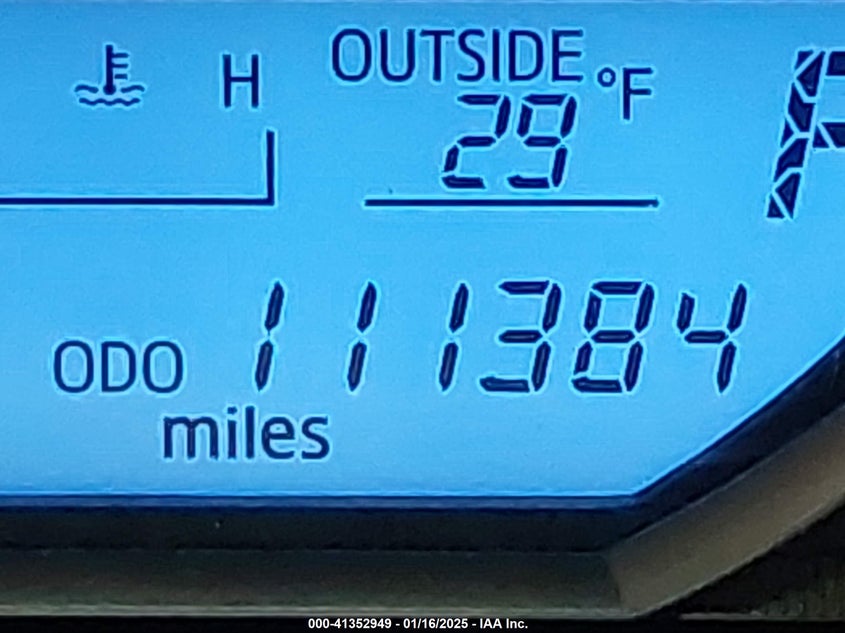 H
OUTSIDE
29 °F
ODO 111384
miles
000-41352949 - 01/16/2025 - IAA Inc.